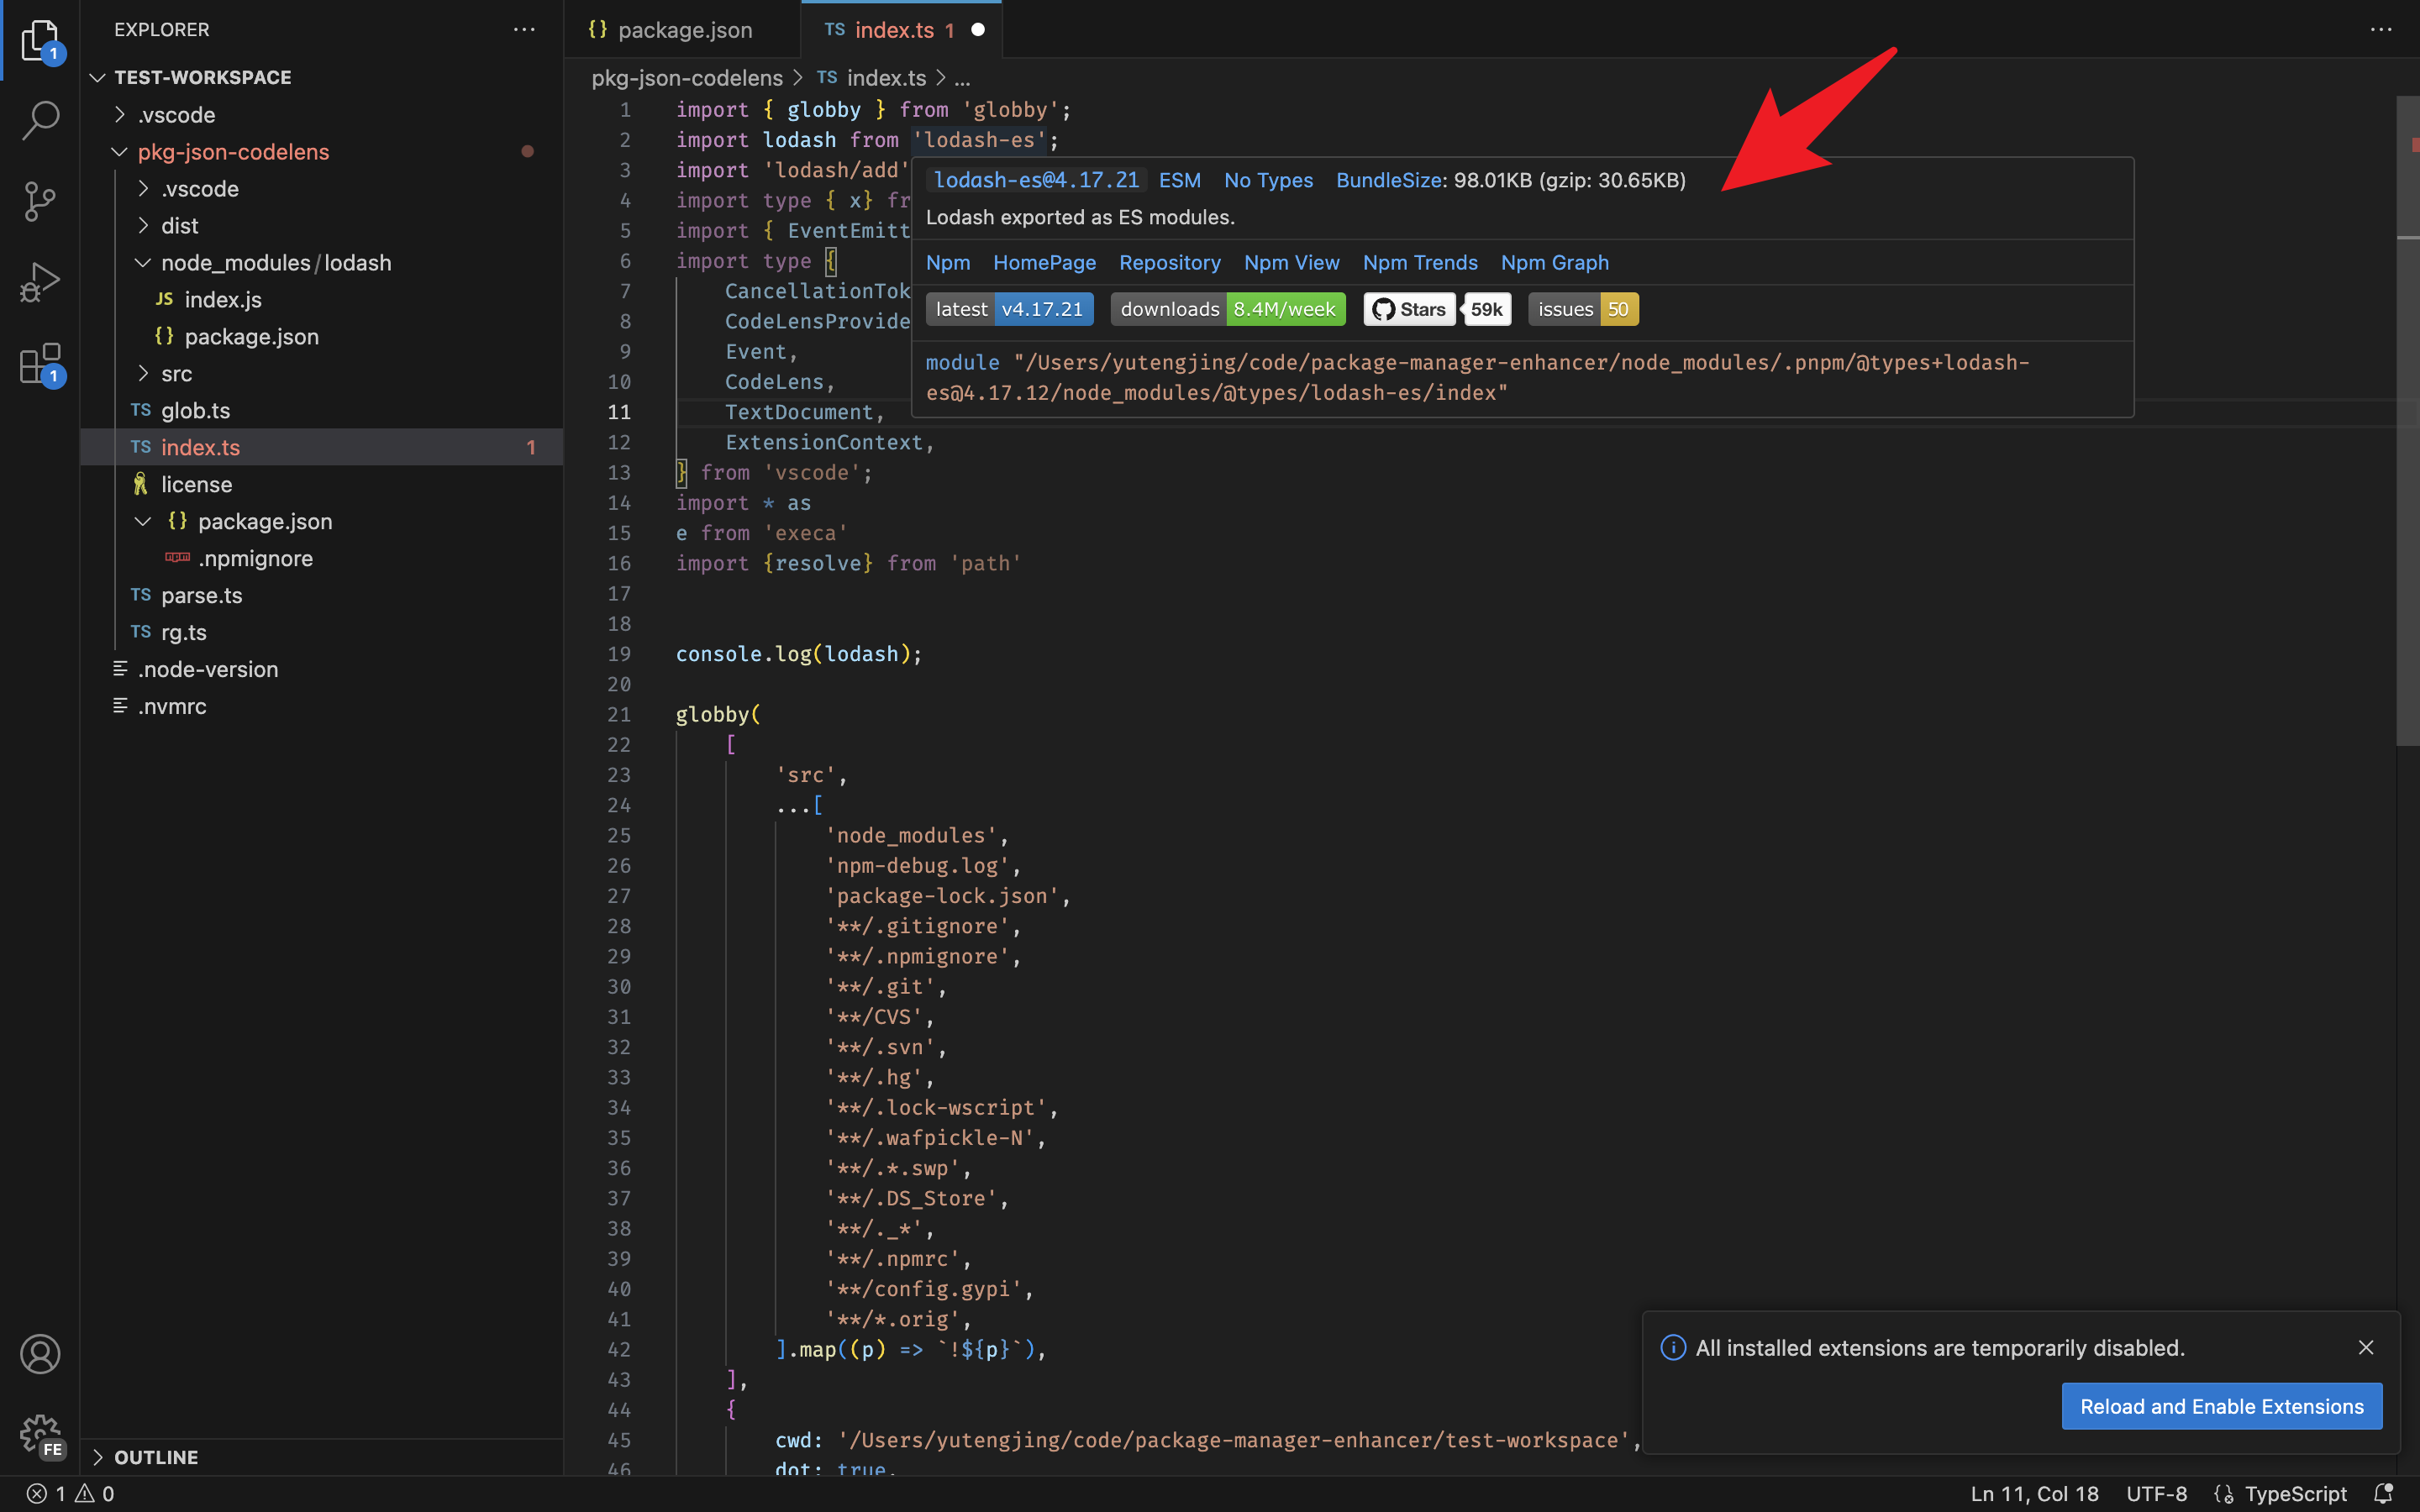 EXPLORER
TEST-WORKSPACE
.vscode
pkg-json-codelens
.vscode
dist
node_modules/lodash
JS index.js
{} package.json
src
TS glob.ts
TS index.ts 1
license
{} package.json
npm .npmignore
TS parse.ts
TS rg.ts
.node-version
.nvmrc
OUTLINE
1
1
FE
{} package.json
TS index.ts 1
pkg-json-codelens > TS index.ts > ...
1 import { globby } from 'globby';
2 import lodash from 'lodash-es';
3 import 'lodash/add'
4 import type { x} fr
5 import { EventEmitt
6 import type {
7 CancellationTok
8 CodeLensProvide
9 Event,
10 CodeLens,
11 TextDocument,
12 ExtensionContext,
13 } from 'vscode';
14 import * as
15 e from 'execa'
16 import {resolve} from 'path'
17
18
19 console.log(lodash);
20
21 globby(
22 [
23 'src',
24 ...[
25 'node_modules',
26 'npm-debug.log',
27 'package-lock.json',
28 '**/.gitignore',
29 '**/.npmignore',
30 '**/.git',
31 '**/CVS',
32 '**/.svn',
33 '**/.hg',
34 '**/.lock-wscript',
35 '**/.wafpickle-N',
36 '**/.*.swp',
37 '**/.DS_Store',
38 '**/._*',
39 '**/.npmrc',
40 '**/config.gypi',
41 '**/*.orig',
42 ].map((p) => `!${p}`),
43 ],
44 {
45 cwd: '/Users/yutengjing/code/package-manager-enhancer/test-workspace',
46 dot: true,
lodash-es@4.17.21 ESM No Types BundleSize: 98.01KB (gzip: 30.65KB)
Lodash exported as ES modules.
Npm HomePage Repository Npm View Npm Trends Npm Graph
latest v4.17.21 downloads 8.4M/week Stars 59k issues 50
module "/Users/yutengjing/code/package-manager-enhancer/node_modules/.pnpm/@types+lodash-
es@4.17.12/node_modules/@types/lodash-es/index"
All installed extensions are temporarily disabled.
Reload and Enable Extensions
1 0
Ln 11, Col 18 UTF-8 TypeScript